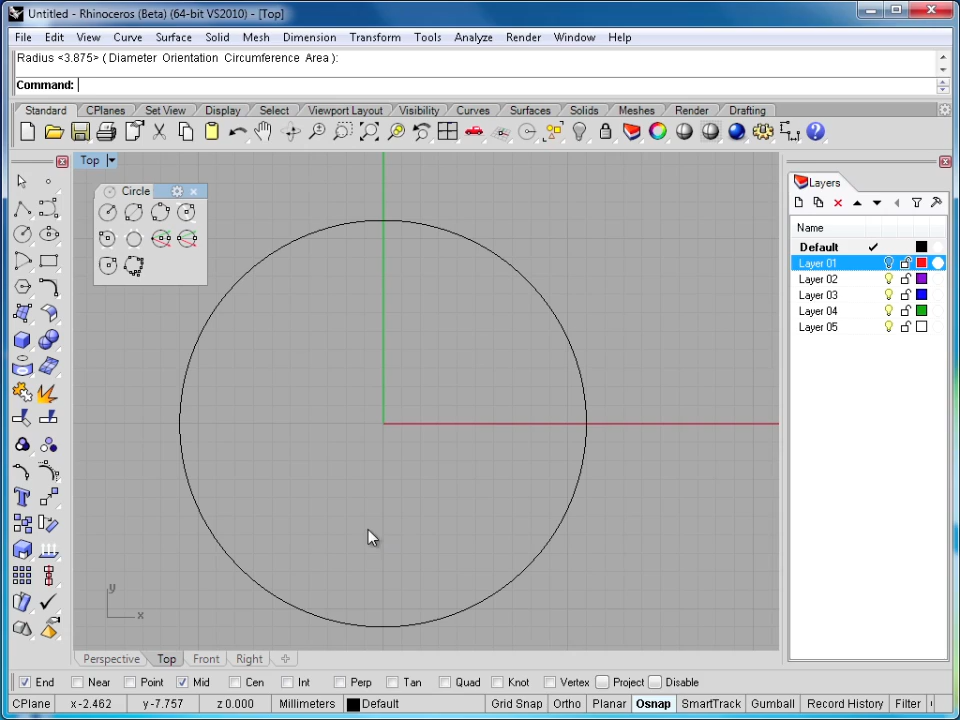 Untitled - Rhinoceros (Beta) (64-bit VS2010) - [Top]
File Edit View Curve Surface Solid Mesh Dimension Transform Tools Analyze Render Window Help
Radius <3.875> ( Diameter Orientation Circumference Area ):
Command:
Standard CPlanes Set View Display Select Viewport Layout Visibility Curves Surfaces Solids Meshes Render Drafting
Top
Circle
Layers
Name
Default
Layer 01
Layer 02
Layer 03
Layer 04
Layer 05
y
x
Perspective Top Front Right
End Near Point Mid Cen Int Perp Tan Quad Knot Vertex Project Disable
CPlane x -2.462 y -7.757 z 0.000 Millimeters Default Grid Snap Ortho Planar Osnap SmartTrack Gumball Record History Filter